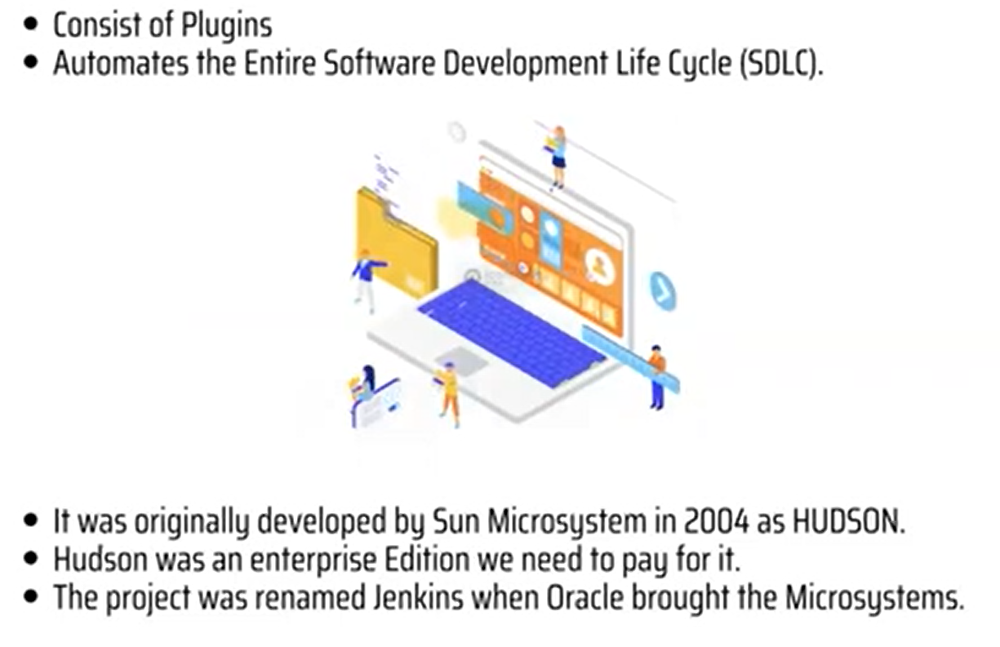 • Consist of Plugins
• Automates the Entire Software Development Life Cycle (SDLC).
• It was originally developed by Sun Microsystem in 2004 as HUDSON.
• Hudson was an enterprise Edition we need to pay for it.
• The project was renamed Jenkins when Oracle brought the Microsystems.